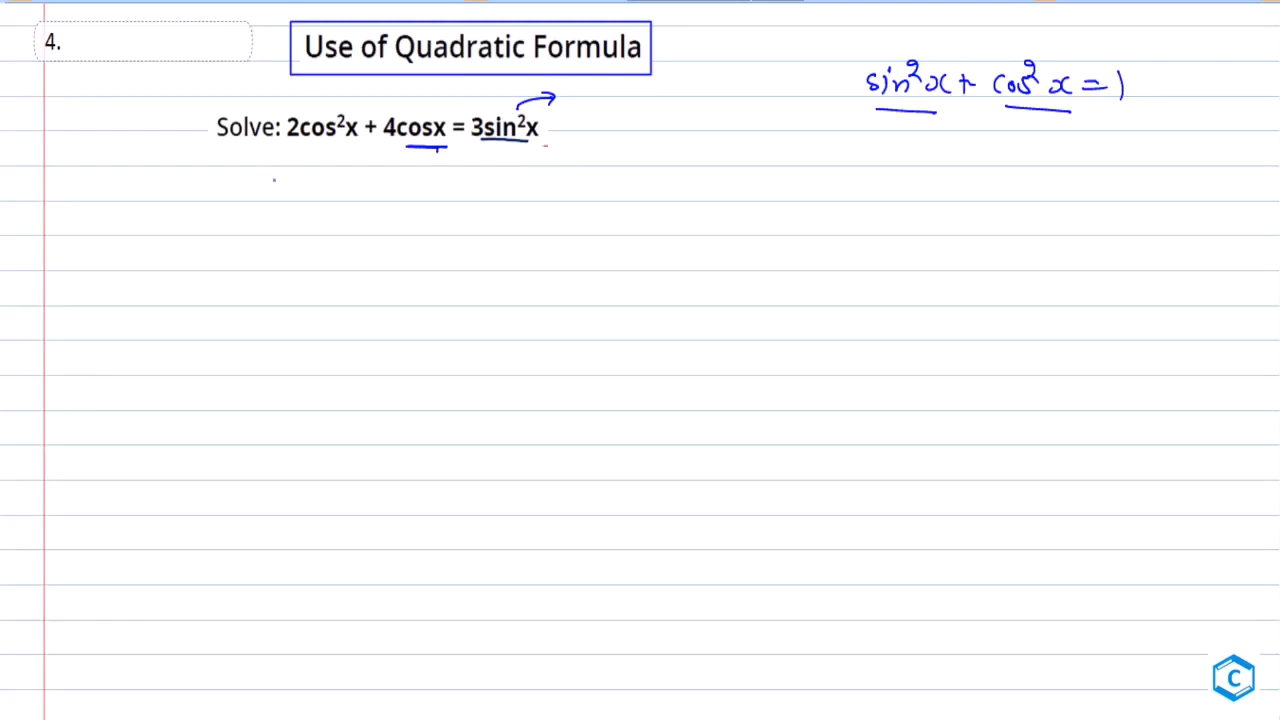 4.
Use of Quadratic Formula
sin²x + cos²x = 1
Solve: 2cos²x + 4cosx = 3sin²x
C